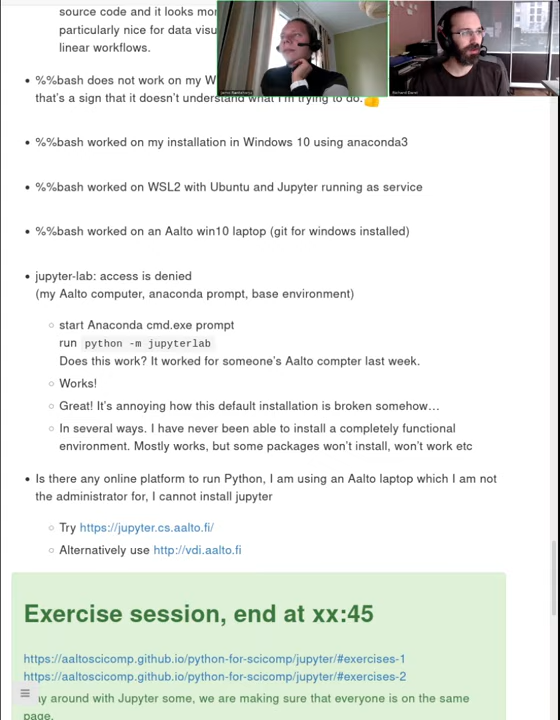 source code and it looks mor
particularly nice for data visu
linear workflows.
%%bash does not work on my W
that's a sign that it doesn't understand what I'm trying to do.
%%bash worked on my installation in Windows 10 using anaconda3
%%bash worked on WSL2 with Ubuntu and Jupyter running as service
%%bash worked on an Aalto win10 laptop (git for windows installed)
jupyter-lab: access is denied
(my Aalto computer, anaconda prompt, base environment)
start Anaconda cmd.exe prompt
run python -m jupyterlab
Does this work? It worked for someone's Aalto compter last week.
Works!
Great! It's annoying how this default installation is broken somehow…
In several ways. I have never been able to install a completely functional
environment. Mostly works, but some packages won't install, won't work etc
Is there any online platform to run Python, I am using an Aalto laptop which I am not
the administrator for, I cannot install jupyter
Try https://jupyter.cs.aalto.fi/
Alternatively use http://vdi.aalto.fi
Exercise session, end at xx:45
https://aaltoscicomp.github.io/python-for-scicomp/jupyter/#exercises-1
https://aaltoscicomp.github.io/python-for-scicomp/jupyter/#exercises-2
ay around with Jupyter some, we are making sure that everyone is on the same
page.